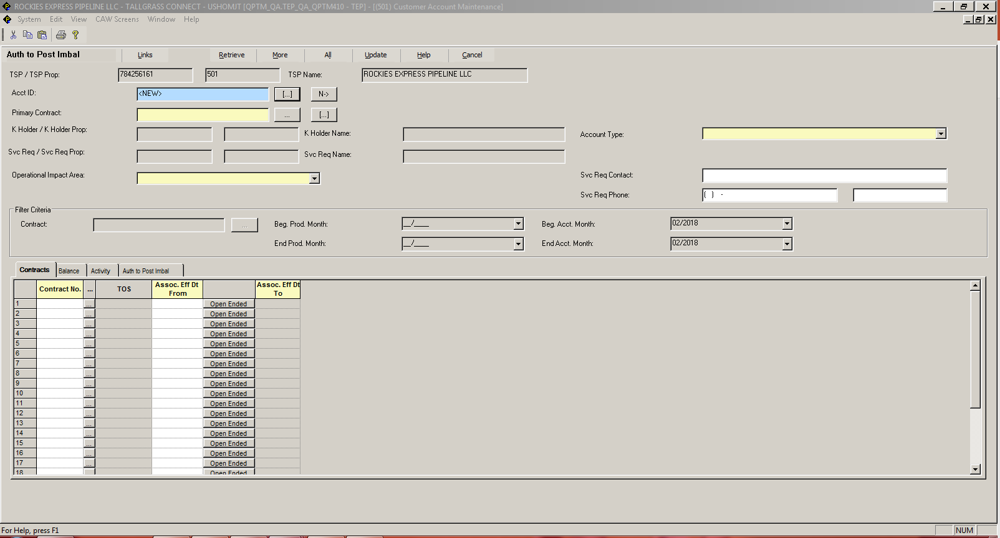 ROCKIES EXPRESS PIPELINE LLC - TALLGRASS CONNECT - USHOMJT [QPTM_QA.TEP_QA_QPTM410 - TEP] - [(501) Customer Account Maintenance]
System Edit View CAW Screens Window Help
Auth to Post Imbal Links Retrieve More All Update Help Cancel
TSP / TSP Prop: 784256161 501 TSP Name: ROCKIES EXPRESS PIPELINE LLC
Acct ID: <NEW> [...] N->
Primary Contract: ... [...]
K Holder / K Holder Prop: K Holder Name: Account Type:
Svc Req / Svc Req Prop: Svc Req Name:
Operational Impact Area: Svc Req Contact:
Svc Req Phone: ( ) -
Filter Criteria
Contract: ... Beg. Prod. Month: __/____ Beg. Acct. Month: 02/2018
End Prod. Month: __/____ End Acct. Month: 02/2018
Contracts Balance Activity Auth to Post Imbal
Contract No. ... TOS Assoc. Eff Dt From Assoc. Eff Dt To
1 ... Open Ended
2 ... Open Ended
3 ... Open Ended
4 ... Open Ended
5 ... Open Ended
6 ... Open Ended
7 ... Open Ended
8 ... Open Ended
9 ... Open Ended
10 ... Open Ended
11 ... Open Ended
12 ... Open Ended
13 ... Open Ended
14 ... Open Ended
15 ... Open Ended
16 ... Open Ended
17 ... Open Ended
18 ... Open Ended
For Help, press F1 NUM